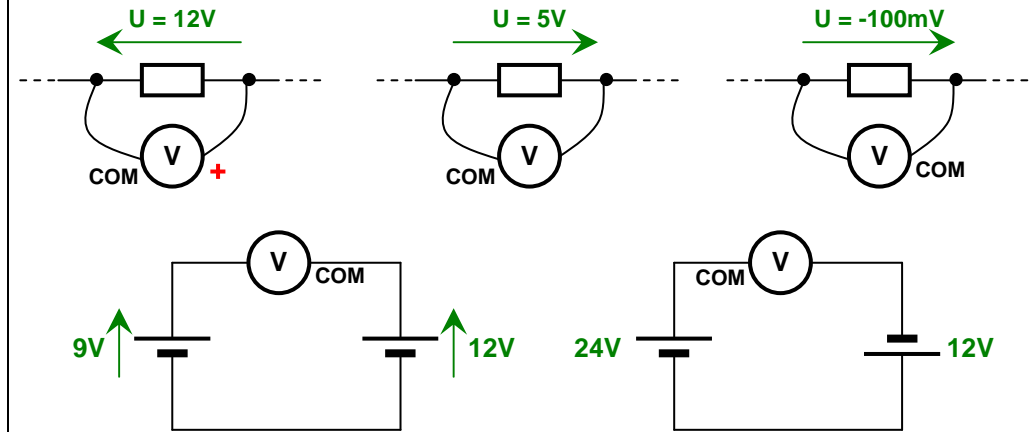 U = 12V
U = 5V
U = -100mV
V
COM
+
V
COM
V
COM
V
COM
9V
12V
V
COM
24V
12V